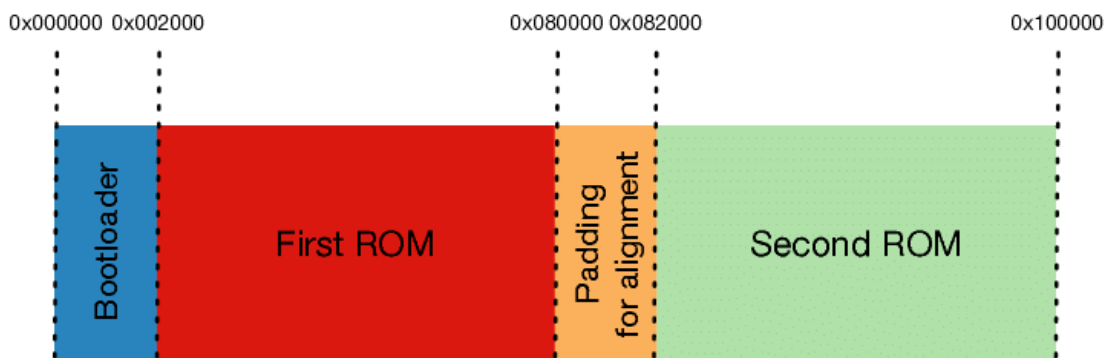 0x000000 0x002000 0x080000 0x082000 0x100000
Bootloader
First ROM
Padding
for alignment
Second ROM